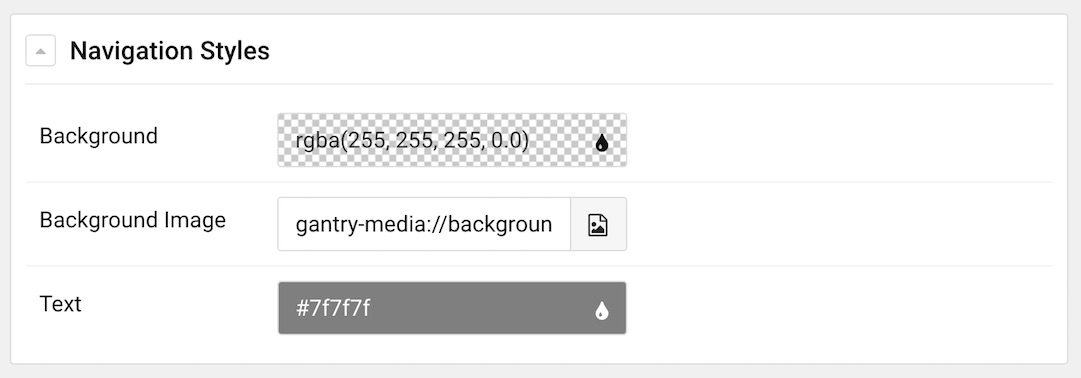 Navigation Styles
Background rgba(255, 255, 255, 0.0)
Background Image gantry-media://backgroun
Text #7f7f7f